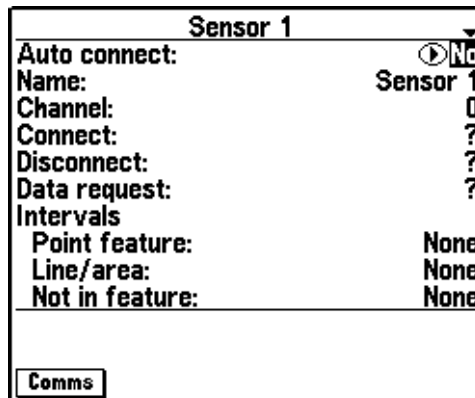 Sensor 1
Auto connect: No
Name: Sensor 1
Channel: 0
Connect: ?
Disconnect: ?
Data request: ?
Intervals
Point feature: None
Line/area: None
Not in feature: None
Comms